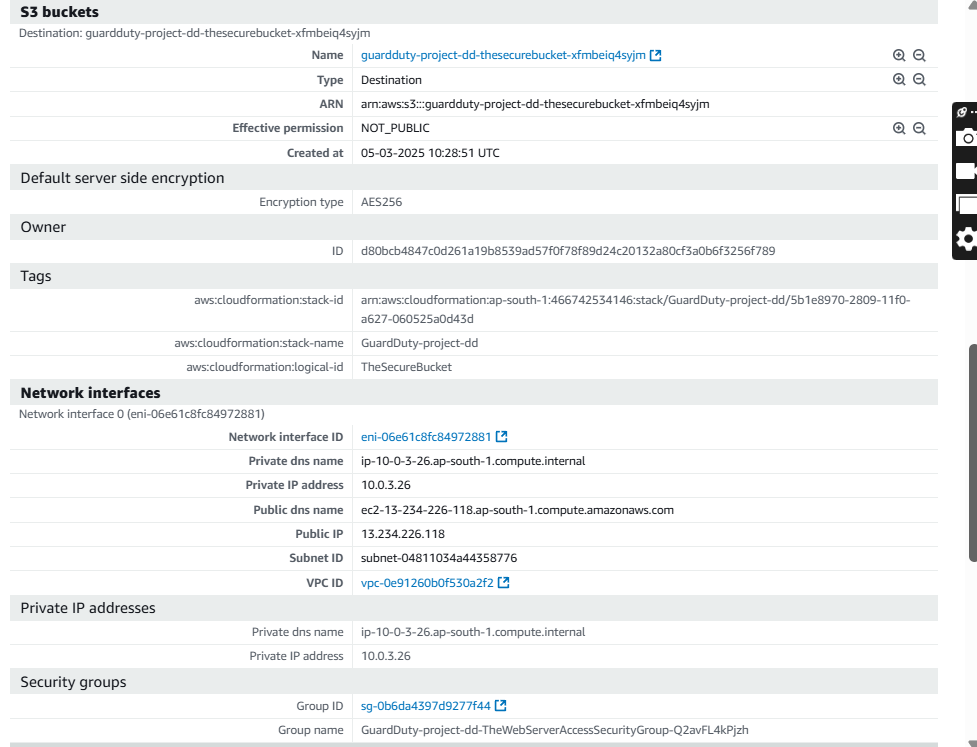 S3 buckets
Destination: guardduty-project-dd-thesecurebucket-xfmbeiq4syjm
Name guardduty-project-dd-thesecurebucket-xfmbeiq4syjm
Type Destination
ARN arn:aws:s3:::guardduty-project-dd-thesecurebucket-xfmbeiq4syjm
Effective permission NOT_PUBLIC
Created at 05-03-2025 10:28:51 UTC
Default server side encryption
Encryption type AES256
Owner
ID d80bcb4847c0d261a19b8539ad57f0f78f89d24c20132a80cf3a0b6f3256f789
Tags
aws:cloudformation:stack-id arn:aws:cloudformation:ap-south-1:466742534146:stack/GuardDuty-project-dd/5b1e8970-2809-11f0-
a627-060525a0d43d
aws:cloudformation:stack-name GuardDuty-project-dd
aws:cloudformation:logical-id TheSecureBucket
Network interfaces
Network interface 0 (eni-06e61c8fc84972881)
Network interface ID eni-06e61c8fc84972881
Private dns name ip-10-0-3-26.ap-south-1.compute.internal
Private IP address 10.0.3.26
Public dns name ec2-13-234-226-118.ap-south-1.compute.amazonaws.com
Public IP 13.234.226.118
Subnet ID subnet-04811034a44358776
VPC ID vpc-0e91260b0f530a2f2
Private IP addresses
Private dns name ip-10-0-3-26.ap-south-1.compute.internal
Private IP address 10.0.3.26
Security groups
Group ID sg-0b6da4397d9277f44
Group name GuardDuty-project-dd-TheWebServerAccessSecurityGroup-Q2avFL4kPjzh